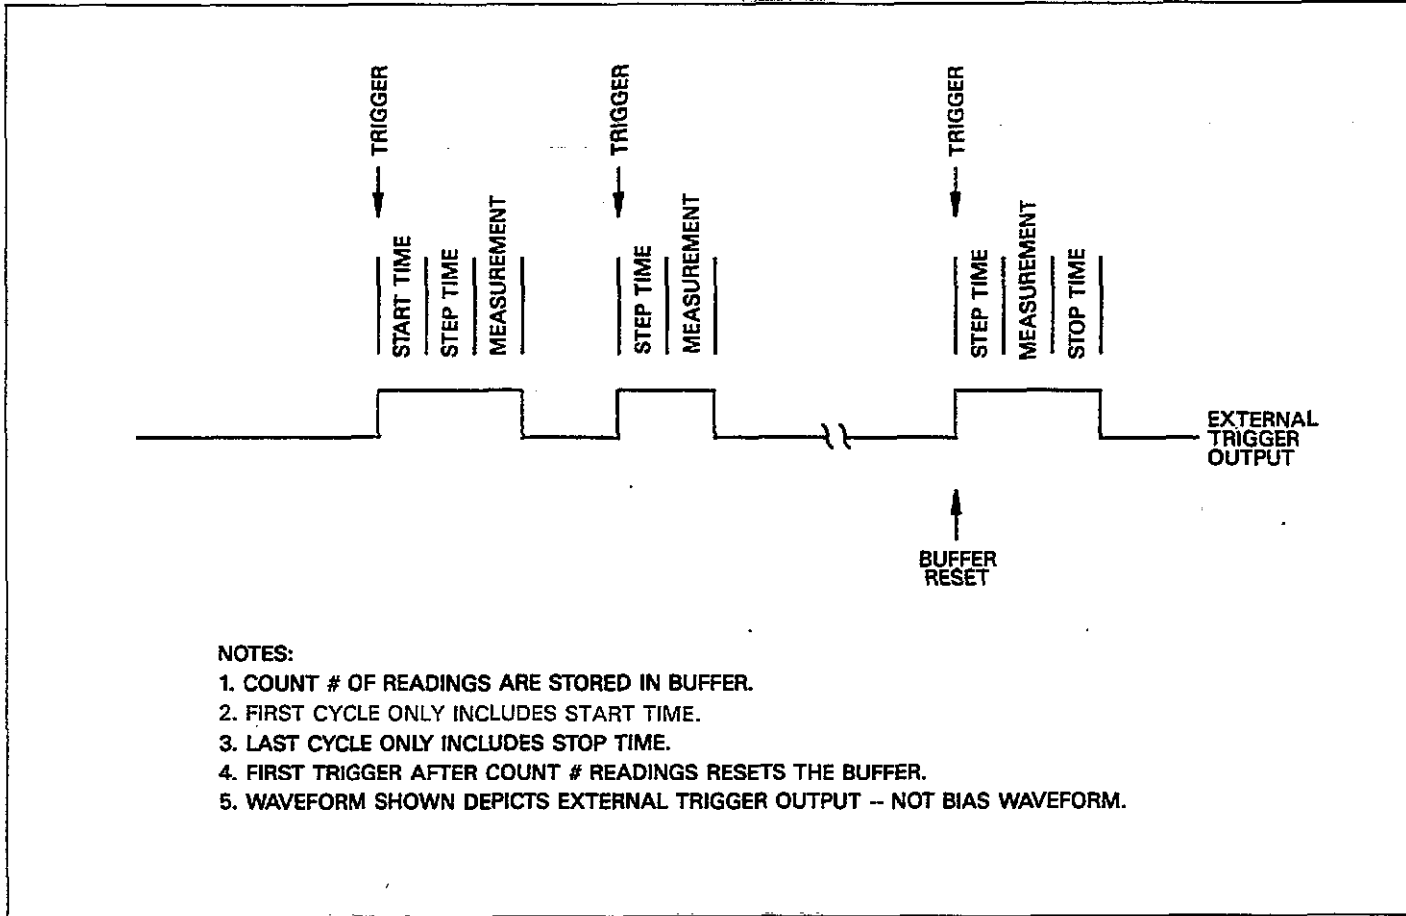 TRIGGER
TRIGGER
TRIGGER
START TIME
STEP TIME
MEASUREMENT
STEP TIME
MEASUREMENT
STEP TIME
MEASUREMENT
STOP TIME
EXTERNAL
TRIGGER
OUTPUT
BUFFER
RESET
NOTES:
1. COUNT # OF READINGS ARE STORED IN BUFFER.
2. FIRST CYCLE ONLY INCLUDES START TIME.
3. LAST CYCLE ONLY INCLUDES STOP TIME.
4. FIRST TRIGGER AFTER COUNT # READINGS RESETS THE BUFFER.
5. WAVEFORM SHOWN DEPICTS EXTERNAL TRIGGER OUTPUT -- NOT BIAS WAVEFORM.